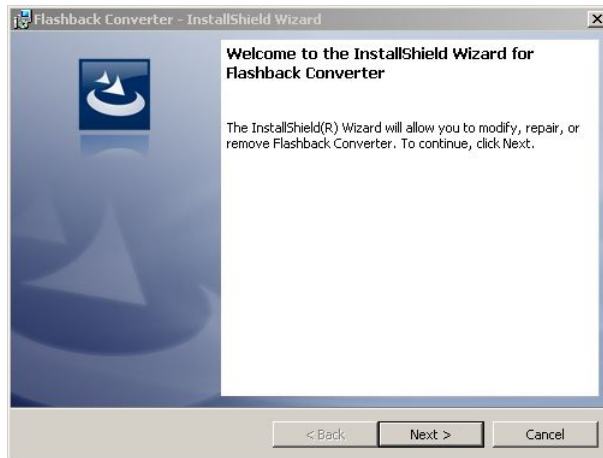 Flashback Converter - InstallShield Wizard
Welcome to the InstallShield Wizard for
Flashback Converter
The InstallShield(R) Wizard will allow you to modify, repair, or
remove Flashback Converter. To continue, click Next.
< Back Next > Cancel